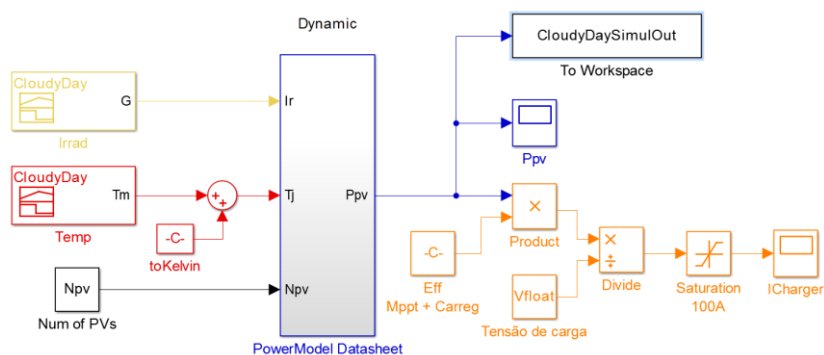 Dynamic
CloudyDaySimulOut
To Workspace
CloudyDay
G
Irrad
Ir
Ppv
CloudyDay
Tm
Temp
+
+
-C-
toKelvin
Tj
Ppv
×
Product
-C-
Eff
Mppt + Carreg
×
÷
Divide
Saturation
100A
ICharger
Npv
Num of PVs
Npv
Vfloat
Tensão de carga
PowerModel Datasheet